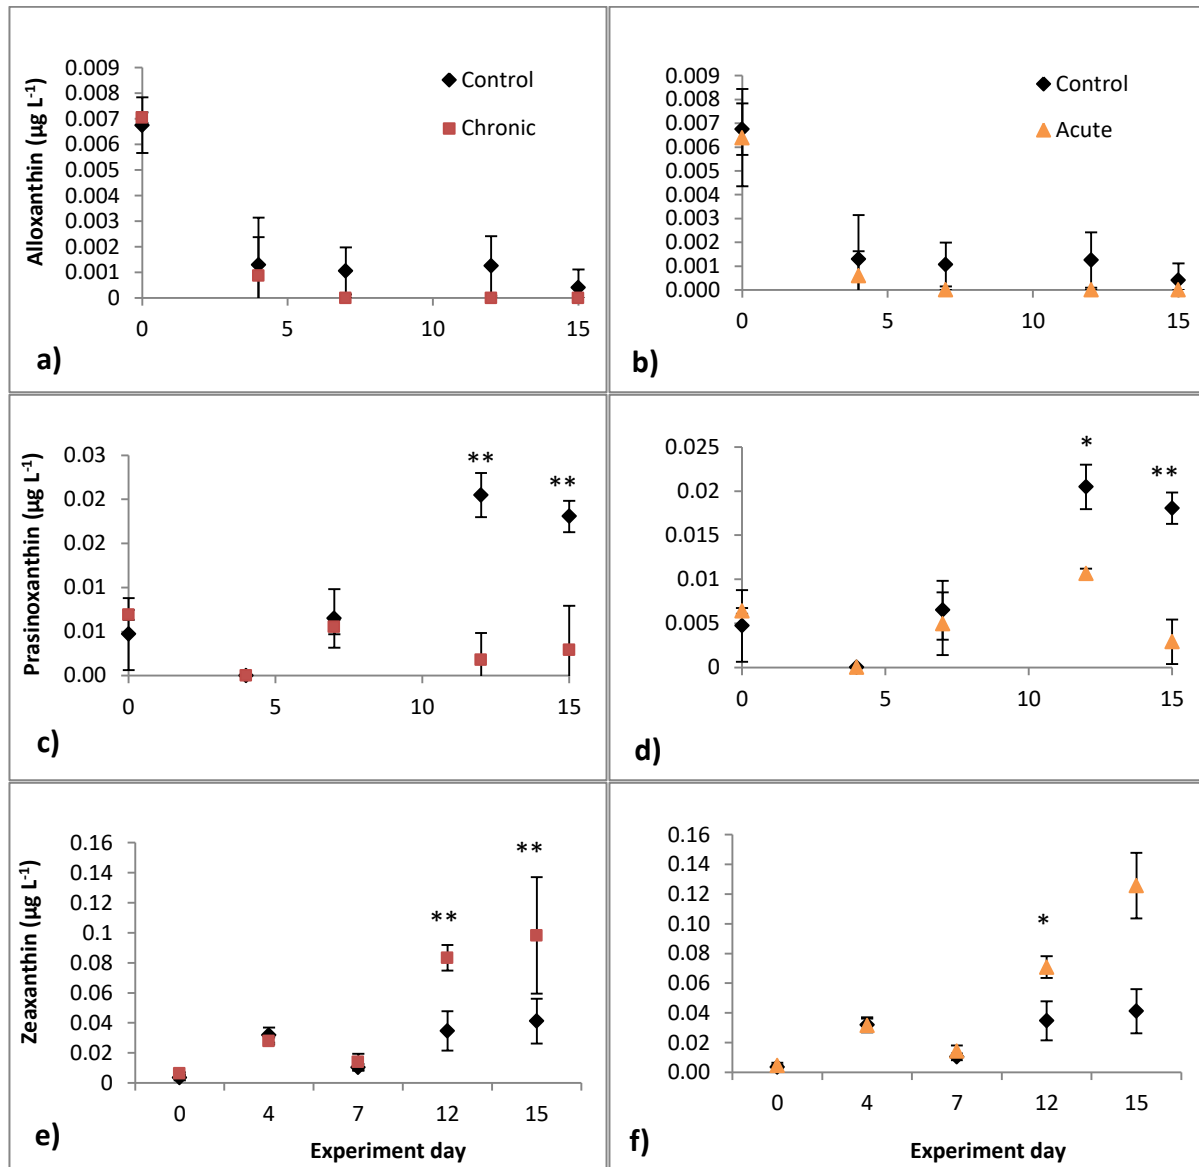 Alloxanthin (µg L-1)
0.009
0.008
0.007
0.006
0.005
0.004
0.003
0.002
0.001
0
0 5 10 15
Control
Chronic
a)
0.009
0.008
0.007
0.006
0.005
0.004
0.003
0.002
0.001
0.000
0 5 10 15
Control
Acute
b)
Prasinoxanthin (µg L-1)
0.03
0.02
0.02
0.01
0.01
0.00
0 5 10 15
**
**
c)
0.025
0.02
0.015
0.01
0.005
0
0 5 10 15
*
**
d)
Zeaxanthin (µg L-1)
0.16
0.14
0.12
0.1
0.08
0.06
0.04
0.02
0
0 4 7 12 15
**
**
Experiment day
e)
0.16
0.14
0.12
0.10
0.08
0.06
0.04
0.02
0.00
0 4 7 12 15
*
Experiment day
f)